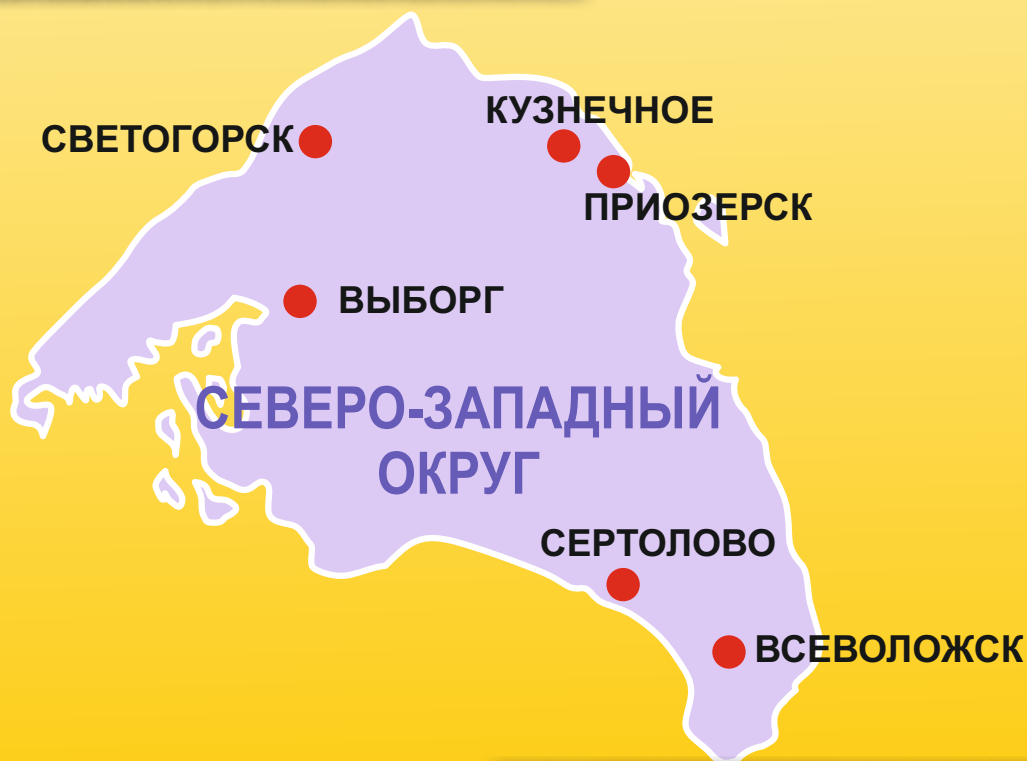 КУЗНЕЧНОЕ
СВЕТОГОРСК
ПРИОЗЕРСК
ВЫБОРГ
СЕВЕРО-ЗАПАДНЫЙ
ОКРУГ
СЕРТОЛОВО
ВСЕВОЛОЖСК